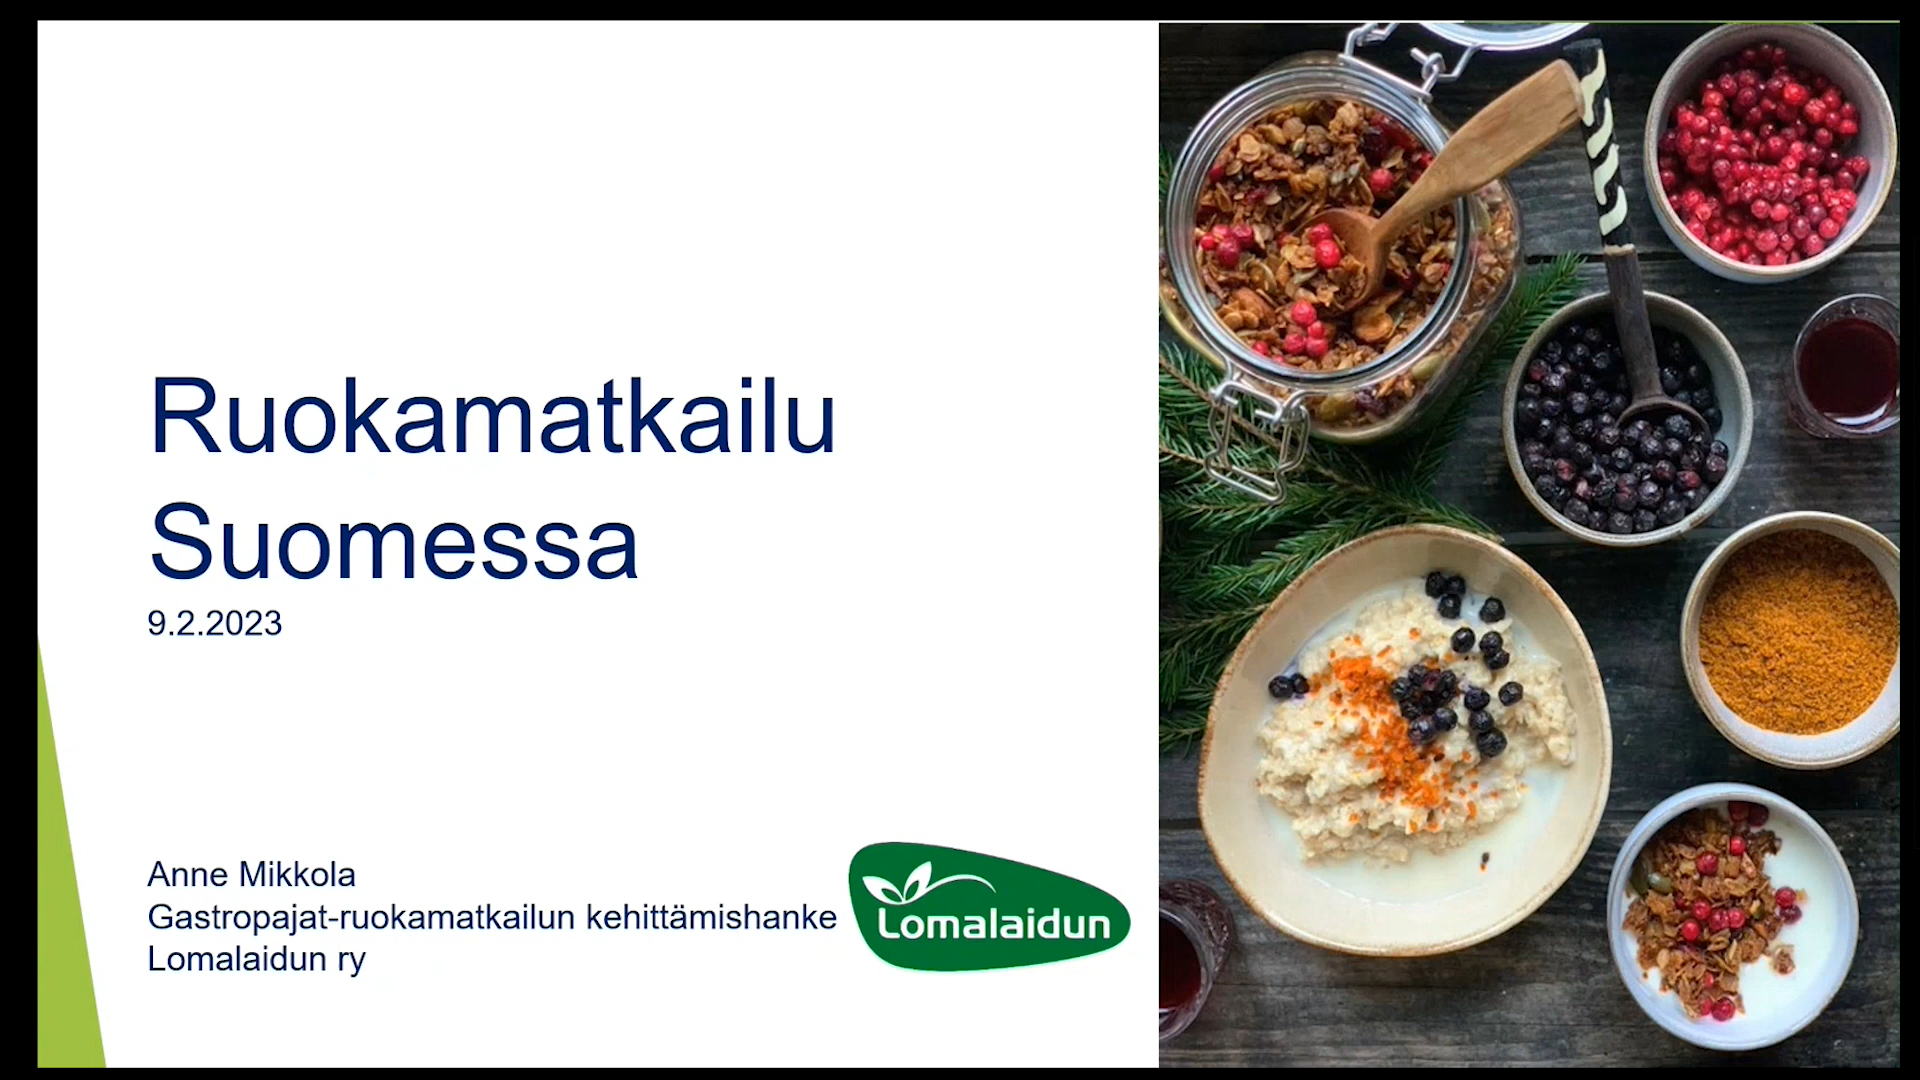 Ruokamatkailu
Suomessa
9.2.2023
Anne Mikkola
Gastropajat-ruokamatkailun kehittämishanke
Lomalaidun ry
Lomalaidun